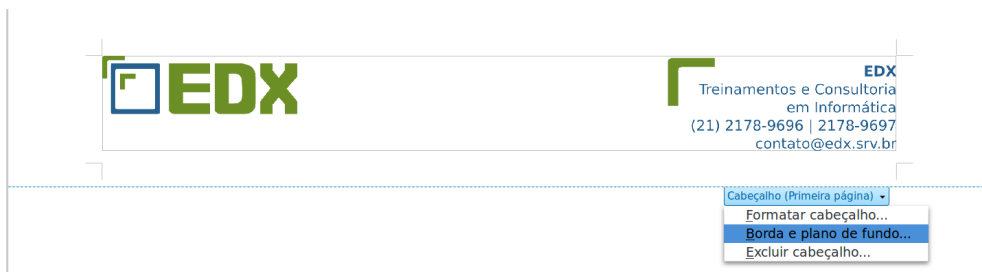 EDX
EDX
Treinamentos e Consultoria
em Informática
(21) 2178-9696 | 2178-9697
contato@edx.srv.br
Cabeçalho (Primeira página)
Formatar cabeçalho...
Borda e plano de fundo...
Excluir cabeçalho...